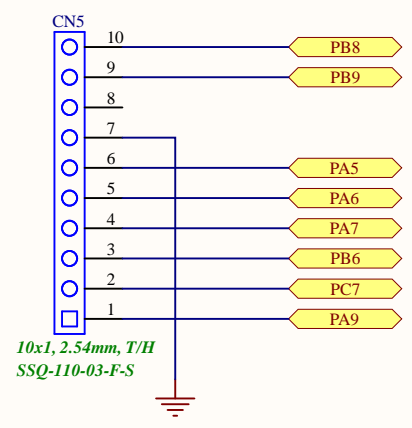 CN5
10 PB8
9 PB9
8
7
6 PA5
5 PA6
4 PA7
3 PB6
2 PC7
1 PA9
10x1, 2.54mm, T/H
SSQ-110-03-F-S